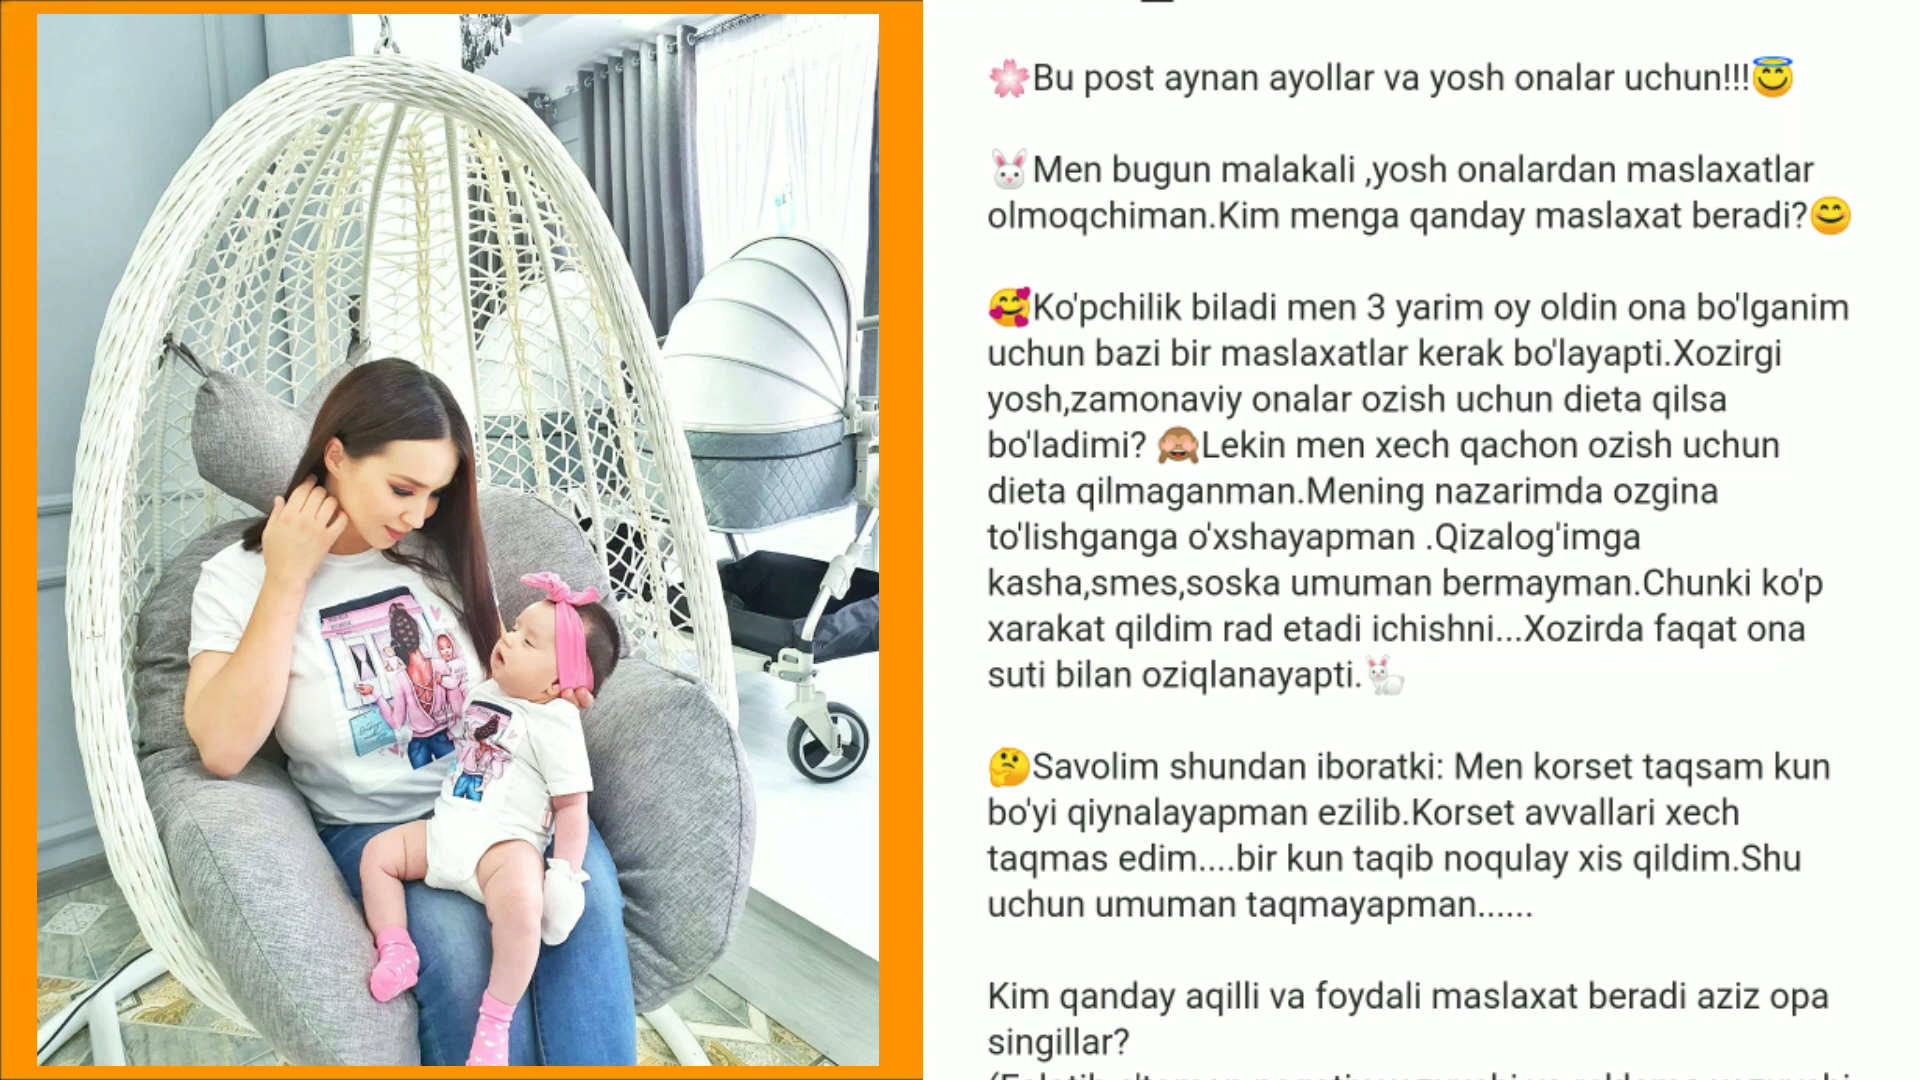 🌸Bu post aynan ayollar va yosh onalar uchun!!!😇
🐰Men bugun malakali ,yosh onalardan maslaxatlar
olmoqchiman.Kim menga qanday maslaxat beradi?😊
🥰Ko'pchilik biladi men 3 yarim oy oldin ona bo'lganim
uchun bazi bir maslaxatlar kerak bo'layapti.Xozirgi
yosh,zamonaviy onalar ozish uchun dieta qilsa
bo'ladimi? 🙈Lekin men xech qachon ozish uchun
dieta qilmaganman.Mening nazarimda ozgina
to'lishganga o'xshayapman .Qizalog'imga
kasha,smes,soska umuman bermayman.Chunki ko'p
xarakat qildim rad etadi ichishni...Xozirda faqat ona
suti bilan oziqlanayapti.🐇
🤔Savolim shundan iboratki: Men korset taqsam kun
bo'yi qiynalayapman ezilib.Korset avvallari xech
taqmas edim....bir kun taqib noqulay xis qildim.Shu
uchun umuman taqmayapman......
Kim qanday aqilli va foydali maslaxat beradi aziz opa
singillar?